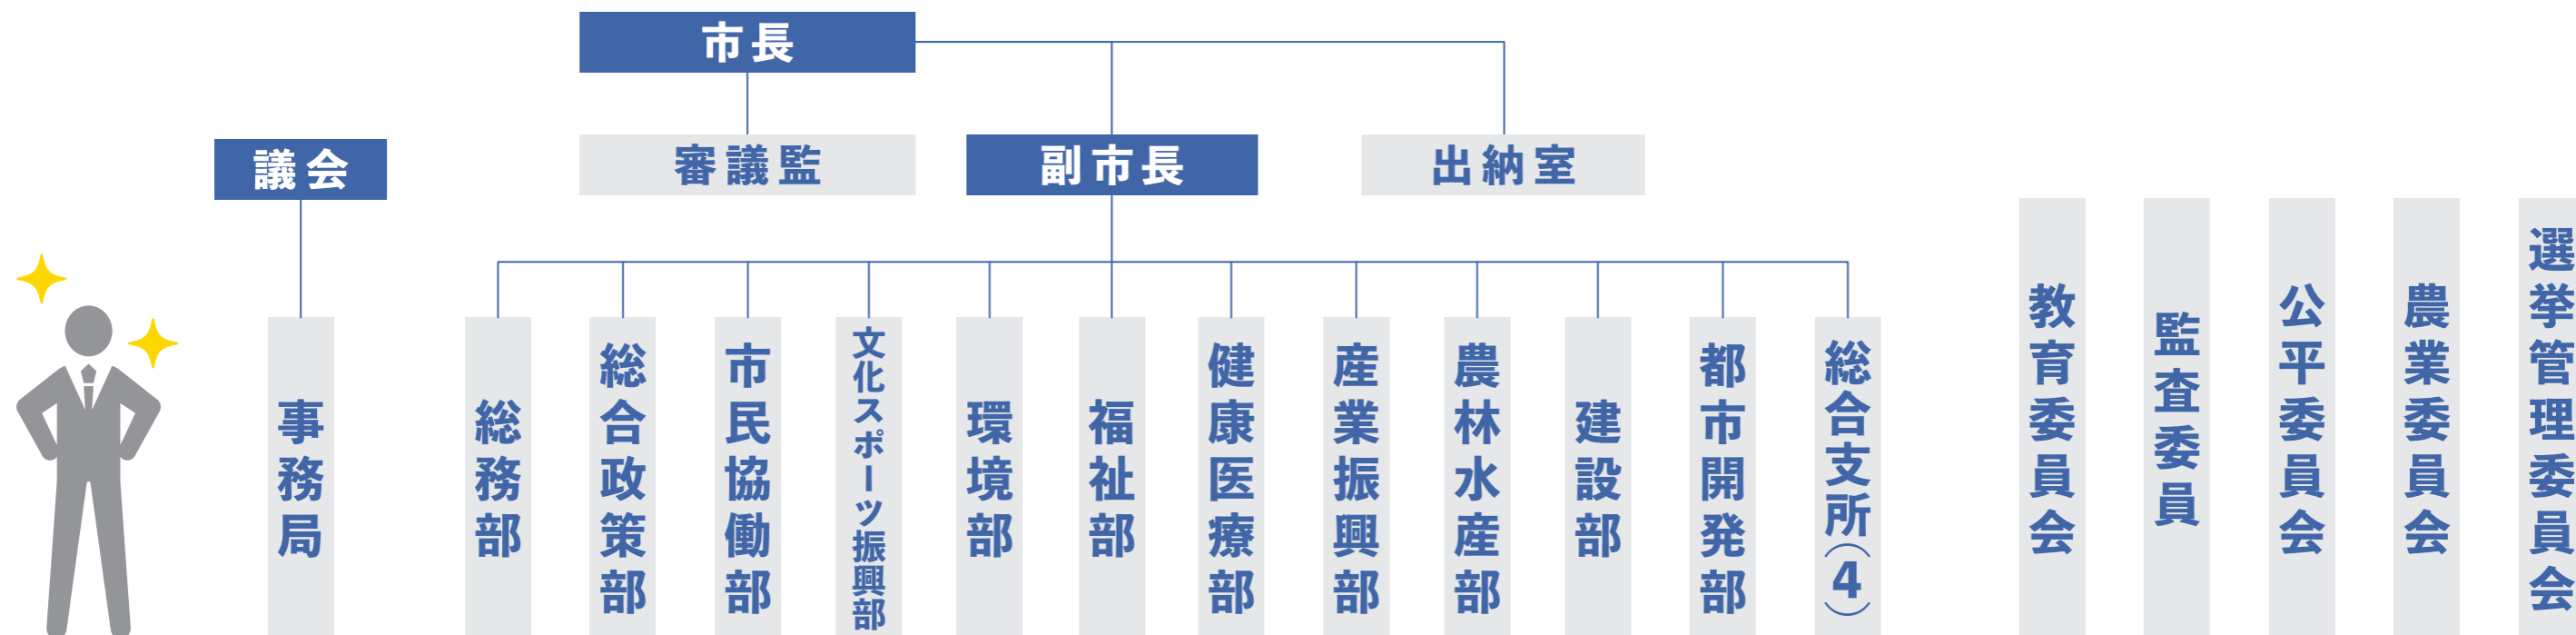 市長
議会
審議監
副市長
出納室
事務局
総務部
総合政策部
市民協働部
文化スポーツ振興部
環境部
福祉部
健康医療部
産業振興部
農林水産部
建設部
都市開発部
総合支所（4）
教育委員会
監査委員
公平委員会
農業委員会
選挙管理委員会